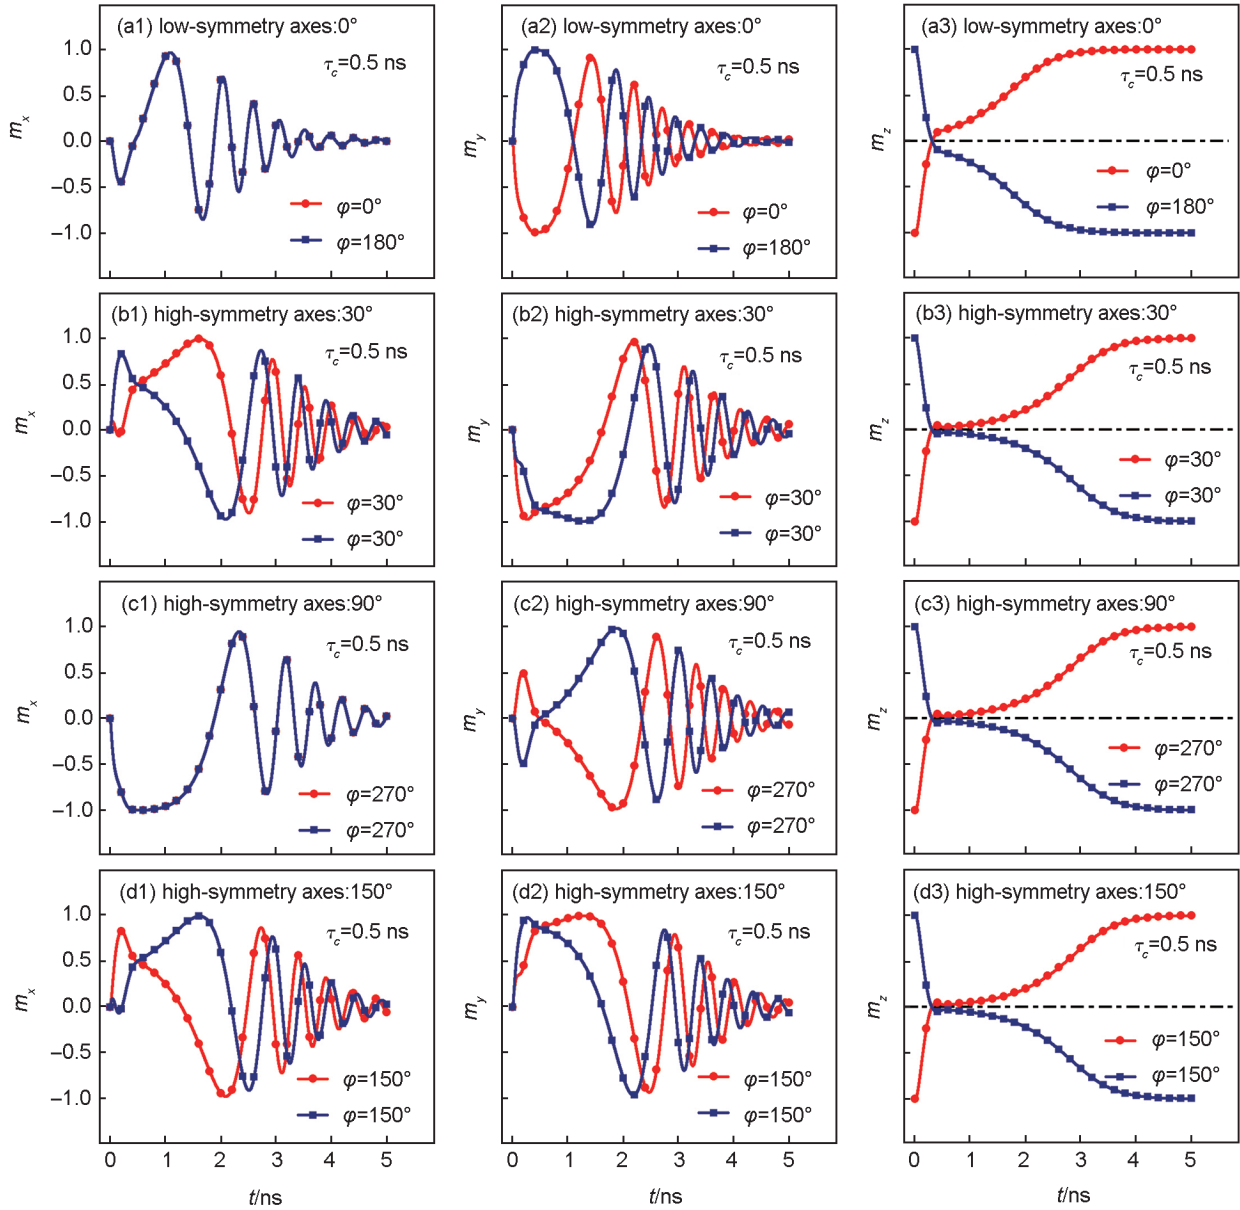 (a1) low-symmetry axes:0°
τc=0.5 ns
mx
1.0
0.5
0.0
−0.5
−1.0
φ=0°
φ=180°
(a2) low-symmetry axes:0°
τc=0.5 ns
my
φ=0°
φ=180°
(a3) low-symmetry axes:0°
τc=0.5 ns
mz
φ=0°
φ=180°
(b1) high-symmetry axes:30°
τc=0.5 ns
mx
1.0
0.5
0.0
−0.5
−1.0
φ=30°
φ=30°
(b2) high-symmetry axes:30°
τc=0.5 ns
my
φ=30°
φ=30°
(b3) high-symmetry axes:30°
τc=0.5 ns
mz
φ=30°
φ=30°
(c1) high-symmetry axes:90°
τc=0.5 ns
mx
1.0
0.5
0.0
−0.5
−1.0
φ=270°
φ=270°
(c2) high-symmetry axes:90°
τc=0.5 ns
my
φ=270°
φ=270°
(c3) high-symmetry axes:90°
τc=0.5 ns
mz
φ=270°
φ=270°
(d1) high-symmetry axes:150°
τc=0.5 ns
mx
1.0
0.5
0.0
−0.5
−1.0
φ=150°
φ=150°
0 1 2 3 4 5
t/ns
(d2) high-symmetry axes:150°
τc=0.5 ns
my
φ=150°
φ=150°
0 1 2 3 4 5
t/ns
(d3) high-symmetry axes:150°
τc=0.5 ns
mz
φ=150°
φ=150°
0 1 2 3 4 5
t/ns